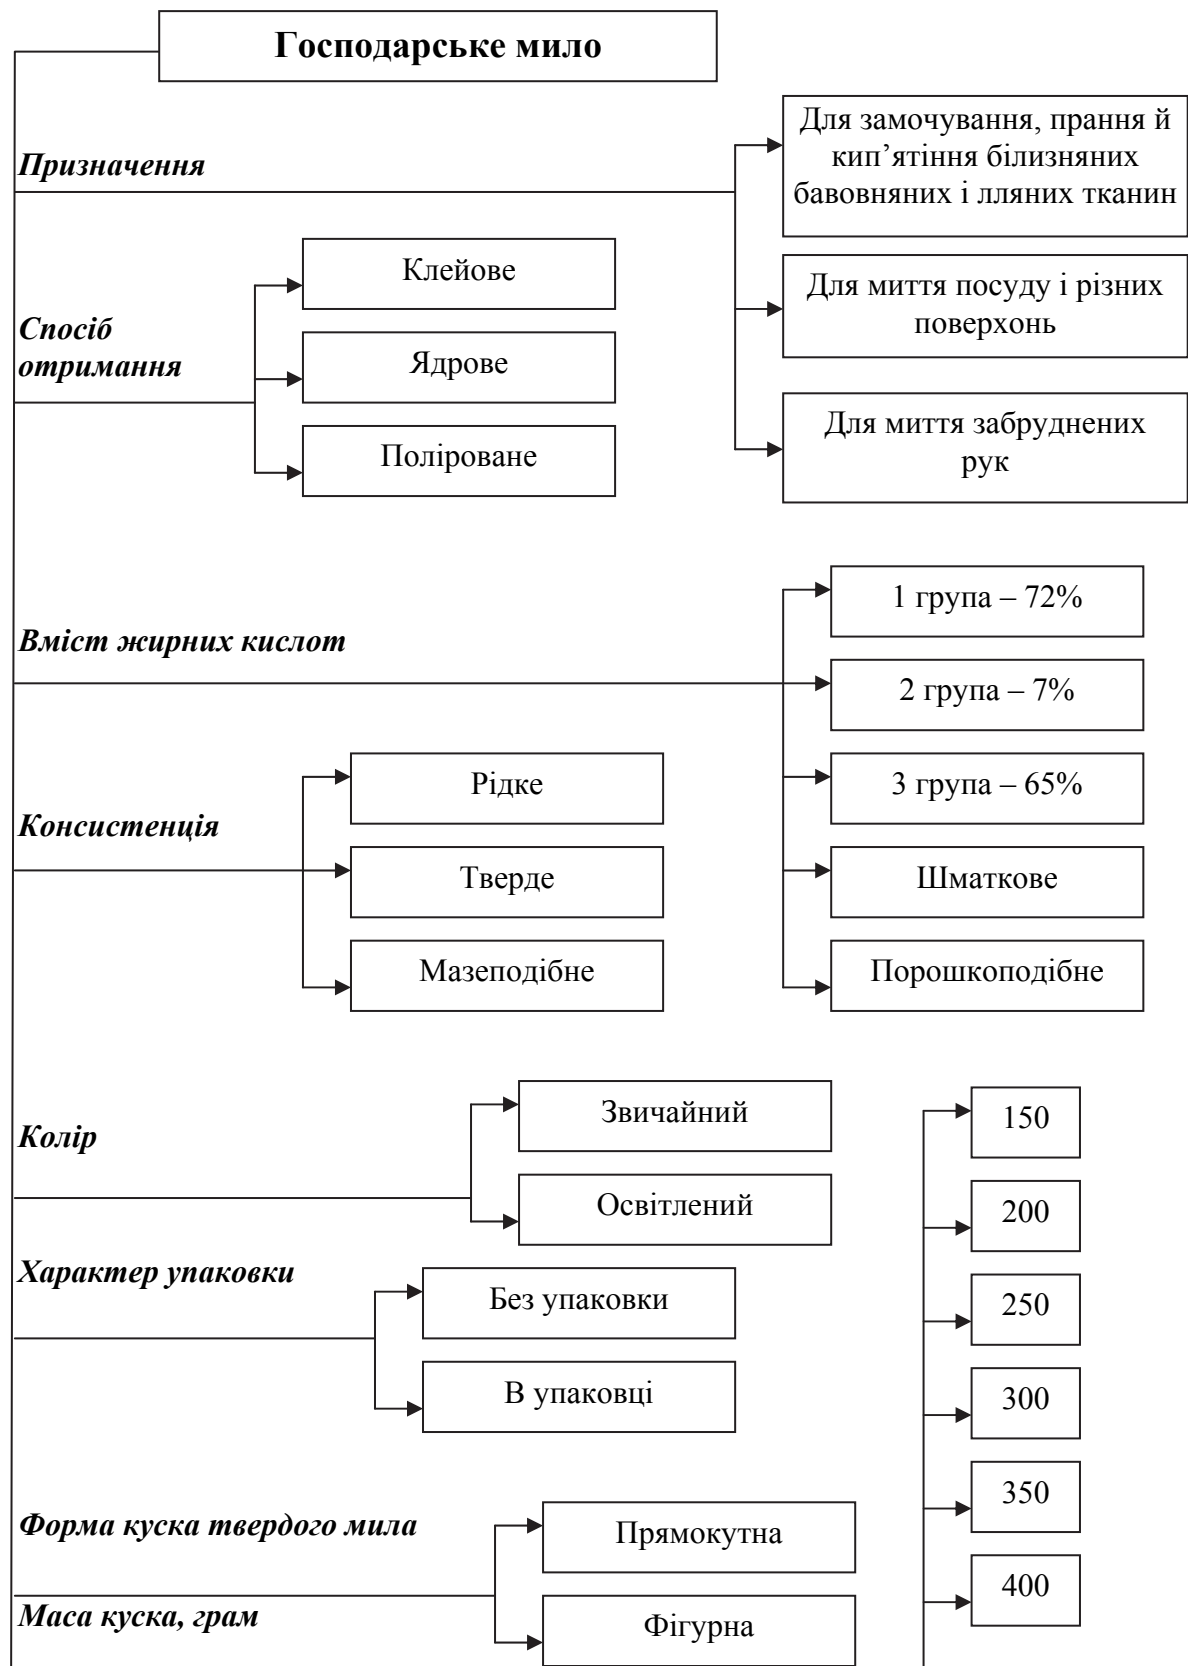 Господарське мило
Призначення
Для замочування, прання й
кип’ятіння білизняних
бавовняних і лляних тканин
Для миття посуду і різних
поверхонь
Для миття забруднених
рук
Спосіб
отримання
Клейове
Ядрове
Поліроване
Вміст жирних кислот
1 група – 72%
2 група – 7%
3 група – 65%
Шматкове
Порошкоподібне
Консистенція
Рідке
Тверде
Мазеподібне
Колір
Звичайний
Освітлений
Характер упаковки
Без упаковки
В упаковці
Форма куска твердого мила
Прямокутна
Фігурна
Маса куска, грам
150
200
250
300
350
400